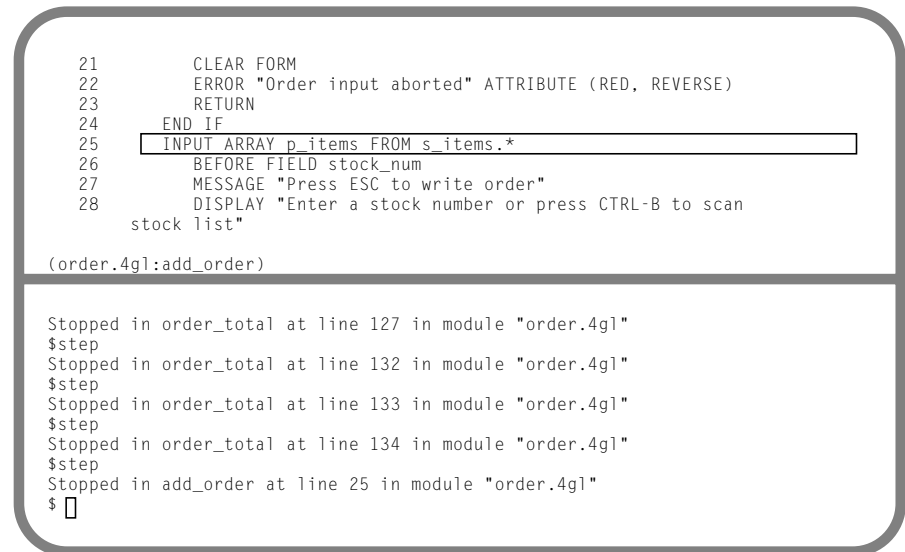 21 CLEAR FORM
22 ERROR "Order input aborted" ATTRIBUTE (RED, REVERSE)
23 RETURN
24 END IF
25 INPUT ARRAY p_items FROM s_items.*
26 BEFORE FIELD stock_num
27 MESSAGE "Press ESC to write order"
28 DISPLAY "Enter a stock number or press CTRL-B to scan
stock list"
(order.4gl:add_order)
Stopped in order_total at line 127 in module "order.4gl"
$step
Stopped in order_total at line 132 in module "order.4gl"
$step
Stopped in order_total at line 133 in module "order.4gl"
$step
Stopped in order_total at line 134 in module "order.4gl"
$step
Stopped in add_order at line 25 in module "order.4gl"
$